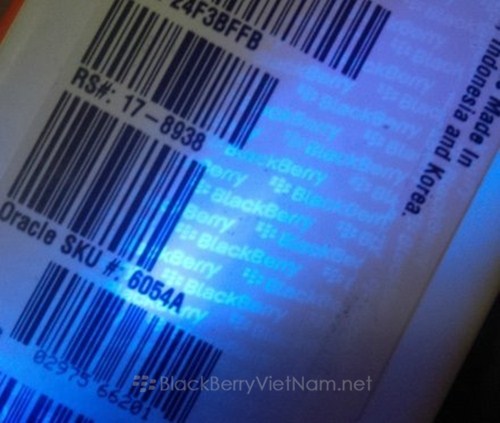 24F3BFFB
RS#: 17-8938
Oracle SKU #: 6054A
02975 66201
Made In
Indonesia and Korea.
BlackBerry
BlackBerry
BlackBerry
BlackBerry
BlackBerry
BlackBerryVietNam.net